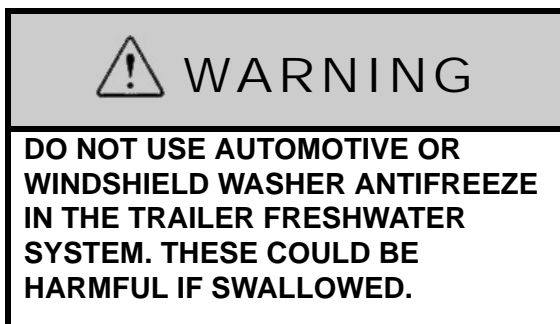 WARNING
DO NOT USE AUTOMOTIVE OR
WINDSHIELD WASHER ANTIFREEZE
IN THE TRAILER FRESHWATER
SYSTEM. THESE COULD BE
HARMFUL IF SWALLOWED.